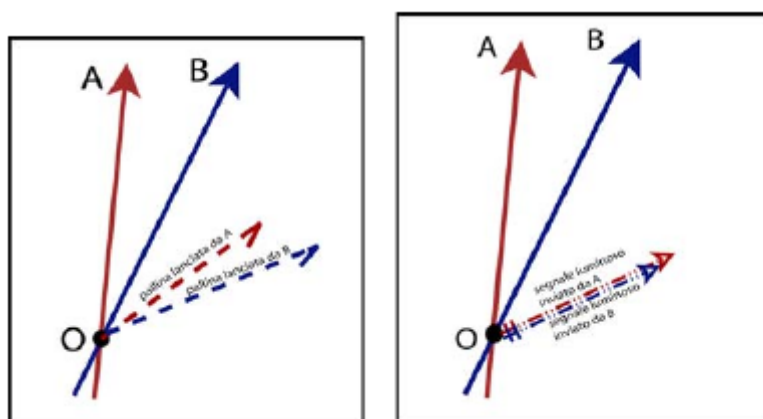 A
B
pallina lanciata da A
pallina lanciata da B
O
A
B
segnale luminoso
inviato da A
segnale luminoso
inviato da B
O